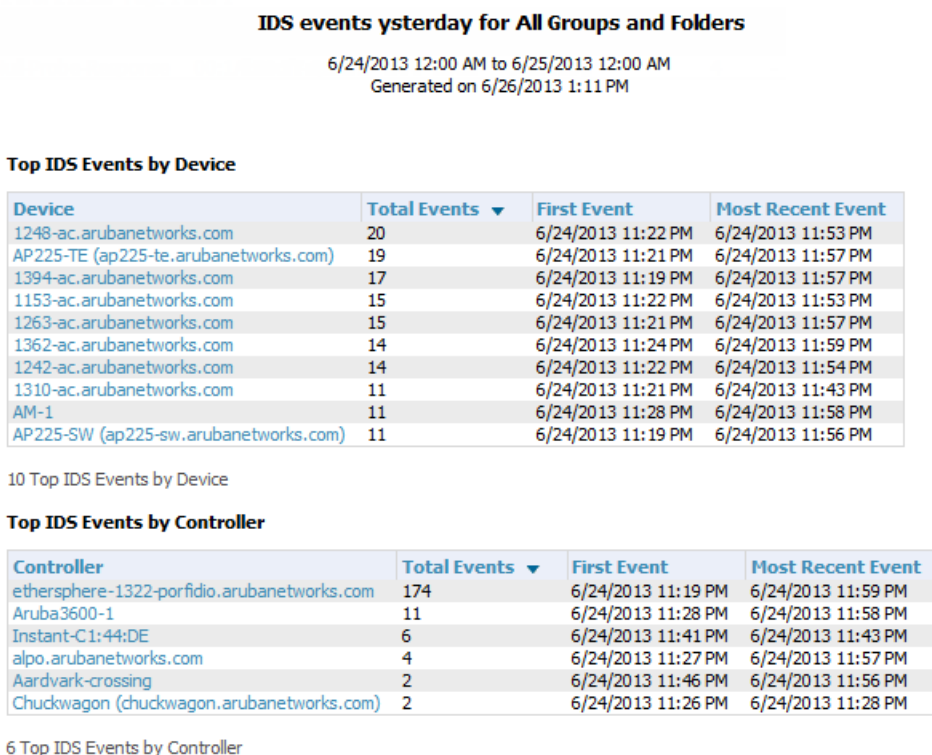 IDS events ysterday for All Groups and Folders
6/24/2013 12:00 AM to 6/25/2013 12:00 AM
Generated on 6/26/2013 1:11 PM
Top IDS Events by Device
Device Total Events First Event Most Recent Event
1248-ac.arubanetworks.com 20 6/24/2013 11:22 PM 6/24/2013 11:53 PM
AP225-TE (ap225-te.arubanetworks.com) 19 6/24/2013 11:21 PM 6/24/2013 11:57 PM
1394-ac.arubanetworks.com 17 6/24/2013 11:19 PM 6/24/2013 11:57 PM
1153-ac.arubanetworks.com 15 6/24/2013 11:22 PM 6/24/2013 11:53 PM
1263-ac.arubanetworks.com 15 6/24/2013 11:21 PM 6/24/2013 11:57 PM
1362-ac.arubanetworks.com 14 6/24/2013 11:24 PM 6/24/2013 11:59 PM
1242-ac.arubanetworks.com 14 6/24/2013 11:22 PM 6/24/2013 11:54 PM
1310-ac.arubanetworks.com 11 6/24/2013 11:21 PM 6/24/2013 11:43 PM
AM-1 11 6/24/2013 11:28 PM 6/24/2013 11:58 PM
AP225-SW (ap225-sw.arubanetworks.com) 11 6/24/2013 11:19 PM 6/24/2013 11:56 PM
10 Top IDS Events by Device
Top IDS Events by Controller
Controller Total Events First Event Most Recent Event
ethersphere-1322-porfidio.arubanetworks.com 174 6/24/2013 11:19 PM 6/24/2013 11:59 PM
Aruba3600-1 11 6/24/2013 11:28 PM 6/24/2013 11:58 PM
Instant-C1:44:DE 6 6/24/2013 11:41 PM 6/24/2013 11:43 PM
alpo.arubanetworks.com 4 6/24/2013 11:27 PM 6/24/2013 11:57 PM
Aardvark-crossing 2 6/24/2013 11:46 PM 6/24/2013 11:56 PM
Chuckwagon (chuckwagon.arubanetworks.com) 2 6/24/2013 11:26 PM 6/24/2013 11:28 PM
6 Top IDS Events by Controller